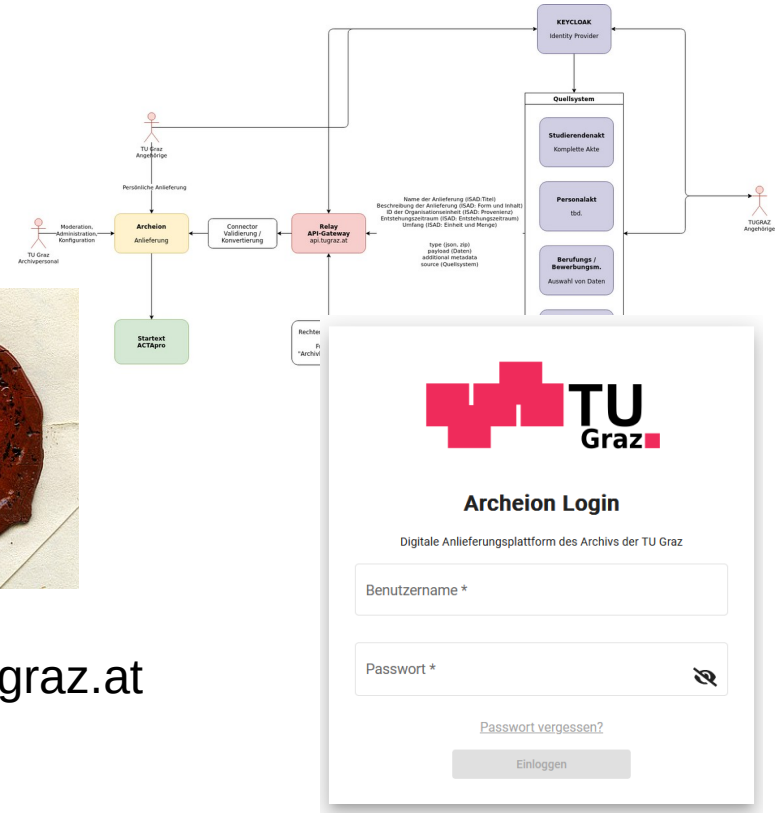 KEYCLOAK
Identity Provider
Quellsystem
Studierendenakt
Komplette Akte
TU Graz
Angehörige
Persönliche Anlieferung
Name der Anlieferung (ISAD:Titel)
Beschreibung der Anlieferung (ISAD: Form und Inhalt)
ID der Organisationseinheit (ISAD: Provenienz)
Entstehungszeitraum (ISAD: Entstehungszeitraum)
Umfang (ISAD: Einheit und Menge)
type (json, zip)
payload (Daten)
additional metadata
source (Quellsystem)
Personalakt
tbd.
TUGRAZ
Angehörige
Moderation,
Administration,
Konfiguration
TU Graz
Archivpersonal
Archeion
Anlieferung
Connector
Validierung /
Konvertierung
Relay
API-Gateway
api.tugraz.at
Berufungs /
Bewerbungsm.
Auswahl von Daten
Startext
ACTApro
TU
Graz
Archeion Login
Digitale Anlieferungsplattform des Archivs der TU Graz
Benutzername *
Passwort *
graz.at
Passwort vergessen?
Einloggen